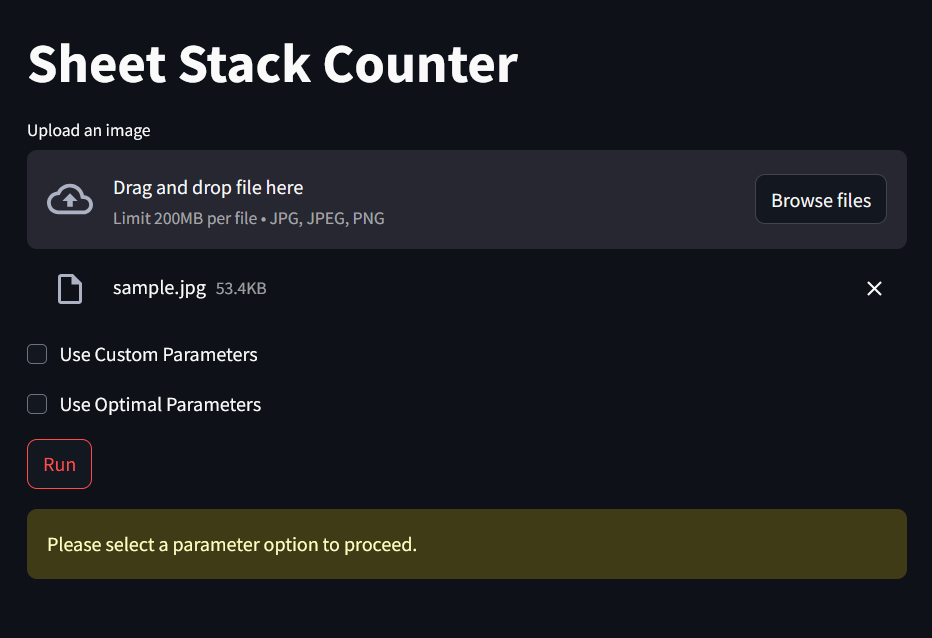 Sheet Stack Counter
Upload an image
Drag and drop file here
Limit 200MB per file • JPG, JPEG, PNG
Browse files
sample.jpg 53.4KB
Use Custom Parameters
Use Optimal Parameters
Run
Please select a parameter option to proceed.